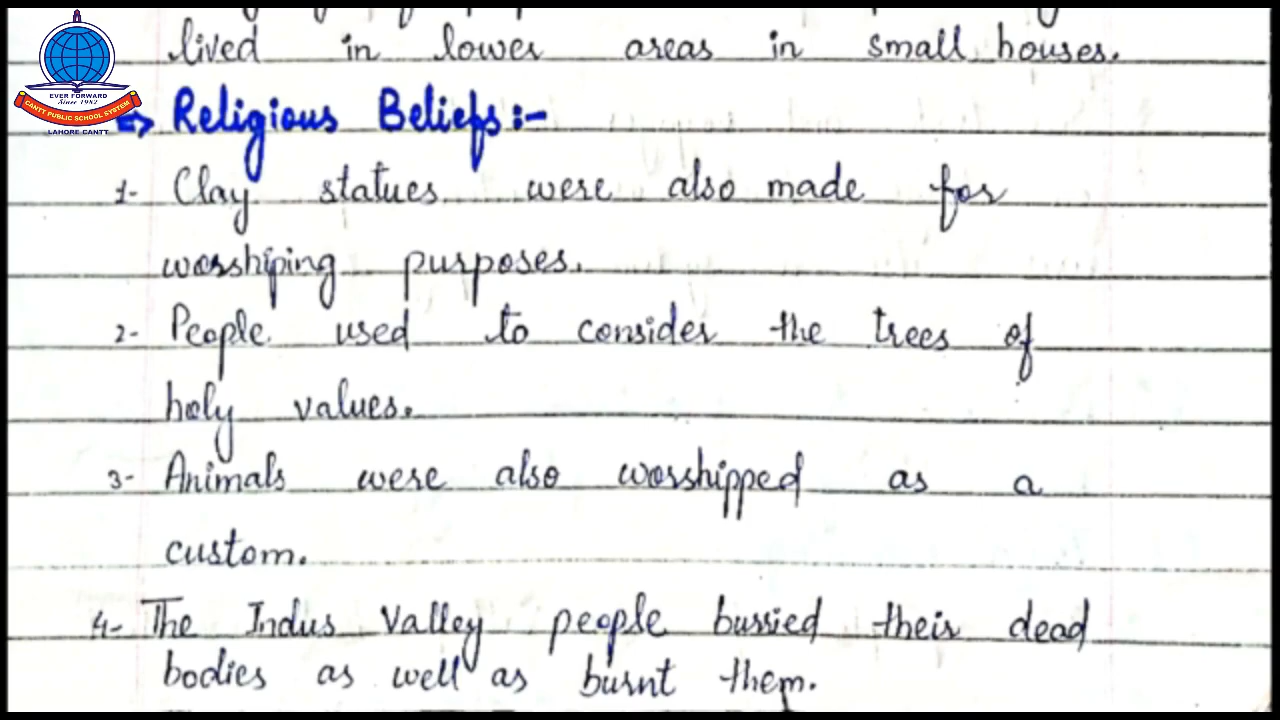 lived in lower areas in small houses.
EVER FORWARD
Since 1982
CANTT PUBLIC SCHOOL SYSTEM
LAHORE CANTT
⇒ Religious Beliefs:-
1- Clay statues were also made for
worshiping purposes.
2- People used to consider the trees of
holy values.
3- Animals were also worshipped as a
custom.
4- The Indus Valley people burried their dead
bodies as well as burnt them.